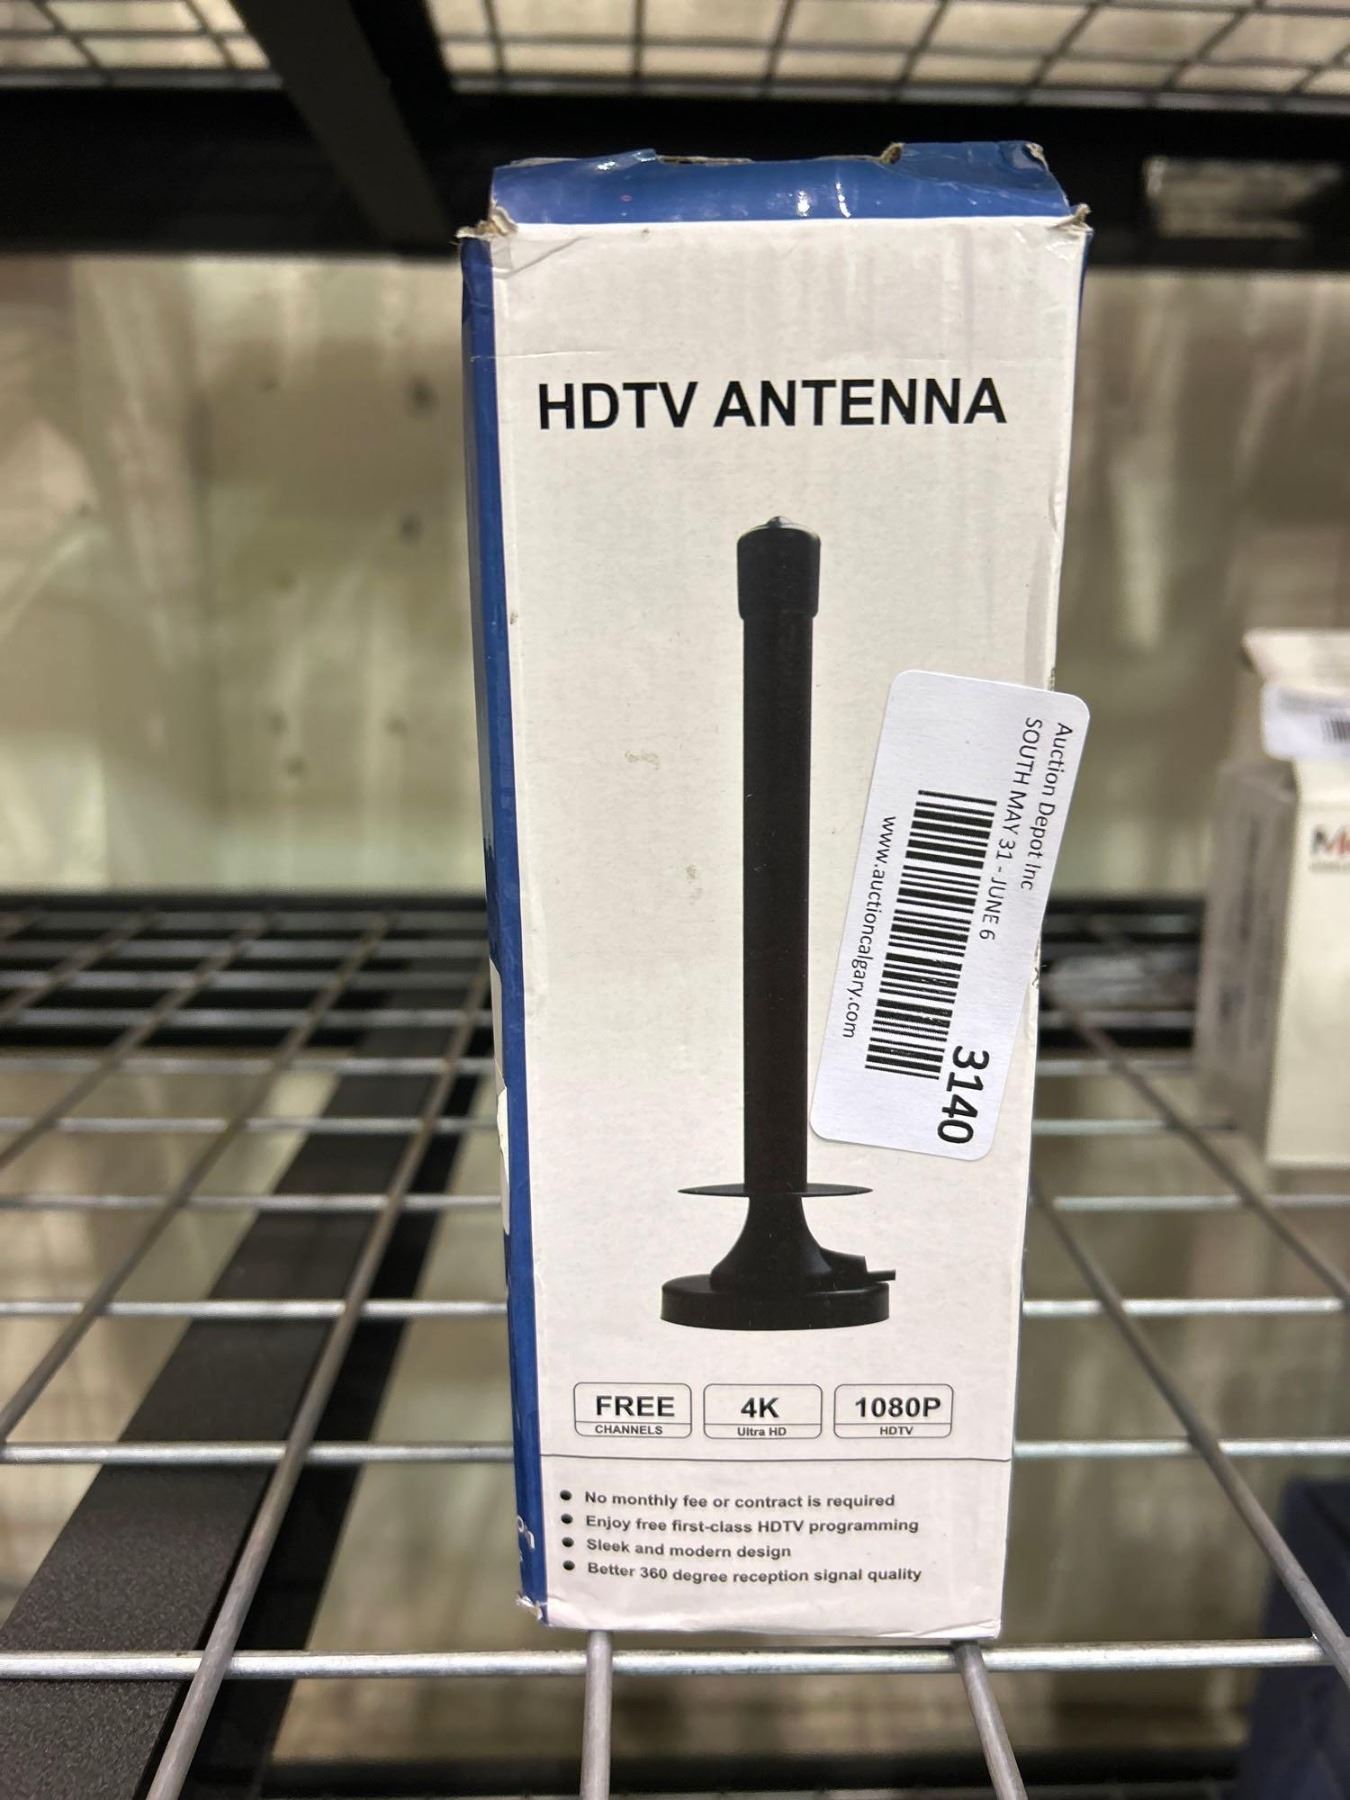 HDTV ANTENNA
Auction Depot Inc
SOUTH MAY 31 - JUNE 6
3140
www.auctioncalgary.com
FREE
CHANNELS
4K
Ultra HD
1080P
HDTV
• No monthly fee or contract is required
• Enjoy free first-class HDTV programming
• Sleek and modern design
• Better 360 degree reception signal quality